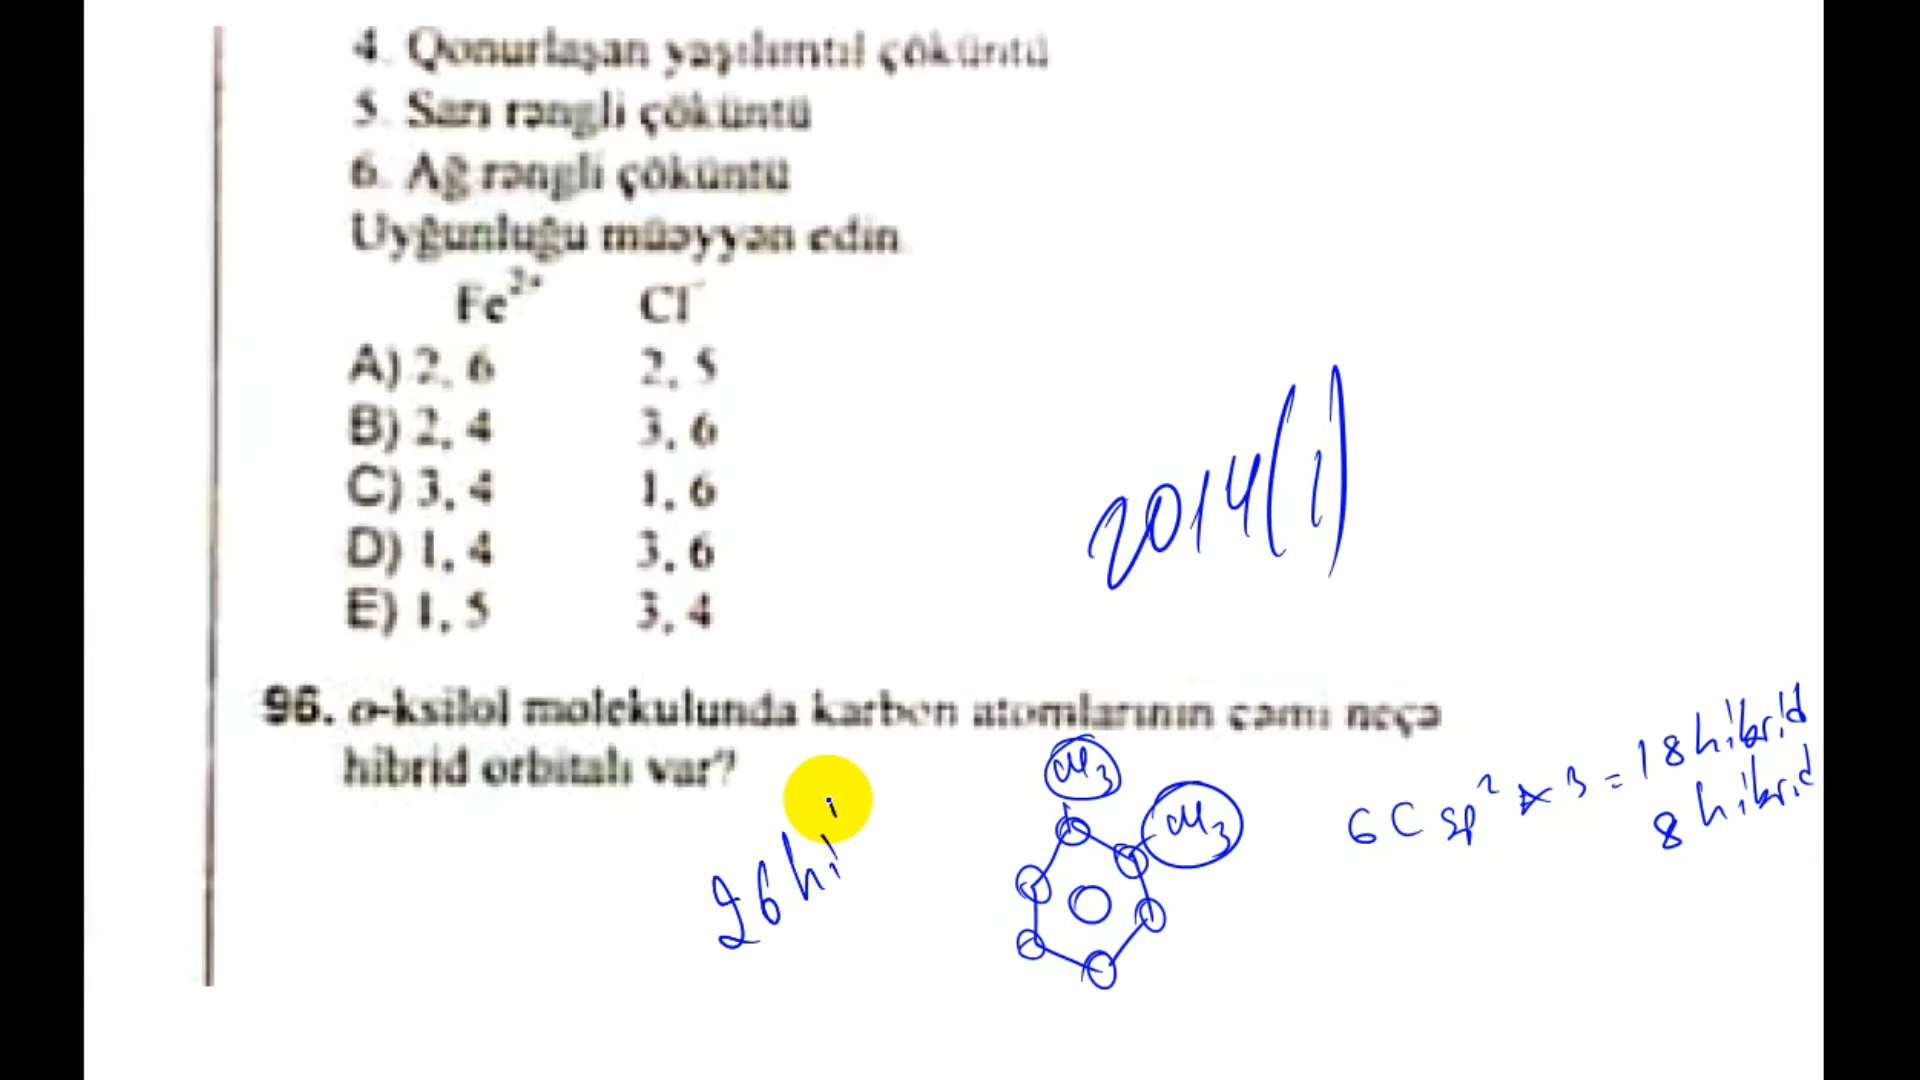 4. Qonurlaşan yaşılımtıl çöküntü
5. Sarı rəngli çöküntü
6. Ağ rəngli çöküntü
Uyğunluğu müəyyən edin
Fe²⁺ Cl⁻
A) 2, 6 2, 5
B) 2, 4 3, 6
C) 3, 4 1, 6
D) 1, 4 3, 6
E) 1, 5 3, 4
2014(1)
96. o-ksilol molekulunda karbon atomlarının cəmi neçə
hibrid orbitalı var?
CH₃
CH₃
6C sp² × 3 = 18 hibrid
8 hibrid
26 hi